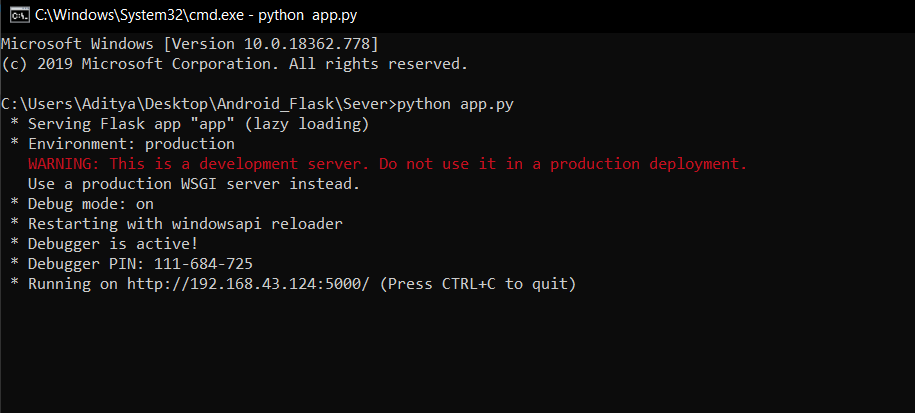 C:\Windows\System32\cmd.exe - python  app.py
Microsoft Windows [Version 10.0.18362.778]
(c) 2019 Microsoft Corporation. All rights reserved.
C:\Users\Aditya\Desktop\Android_Flask\Sever>python app.py
* Serving Flask app "app" (lazy loading)
* Environment: production
WARNING: This is a development server. Do not use it in a production deployment.
Use a production WSGI server instead.
* Debug mode: on
* Restarting with windowsapi reloader
* Debugger is active!
* Debugger PIN: 111-684-725
* Running on http://192.168.43.124:5000/ (Press CTRL+C to quit)